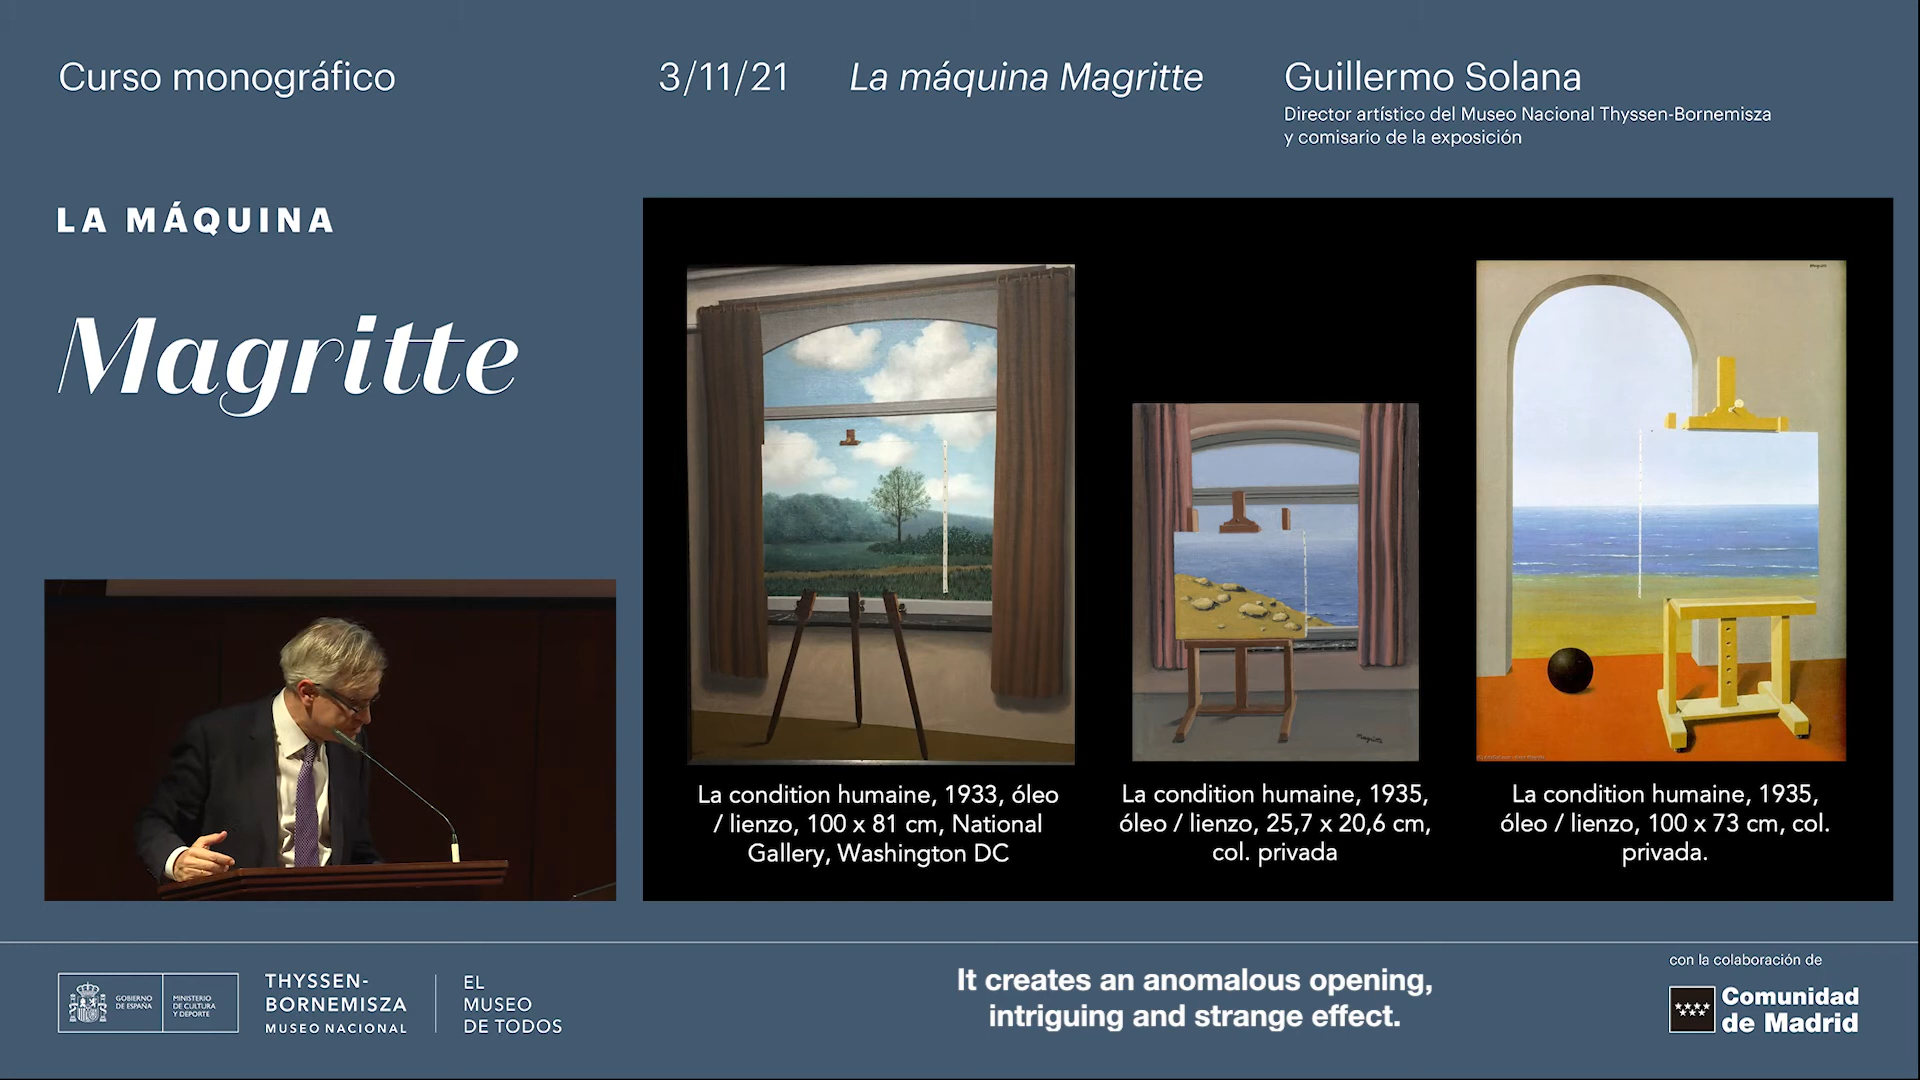 Curso monográfico
3/11/21
La máquina Magritte
Guillermo Solana
Director artístico del Museo Nacional Thyssen-Bornemisza
y comisario de la exposición
LA MÁQUINA
Magritte
Magritte
La condition humaine, 1933, óleo
/ lienzo, 100 x 81 cm, National
Gallery, Washington DC
La condition humaine, 1935,
óleo / lienzo, 25,7 x 20,6 cm,
col. privada
La condition humaine, 1935,
óleo / lienzo, 100 x 73 cm, col.
privada.
GOBIERNO
DE ESPAÑA
MINISTERIO
DE CULTURA
Y DEPORTE
THYSSEN-
BORNEMISZA
MUSEO NACIONAL
EL
MUSEO
DE TODOS
It creates an anomalous opening,
intriguing and strange effect.
con la colaboración de
Comunidad
de Madrid